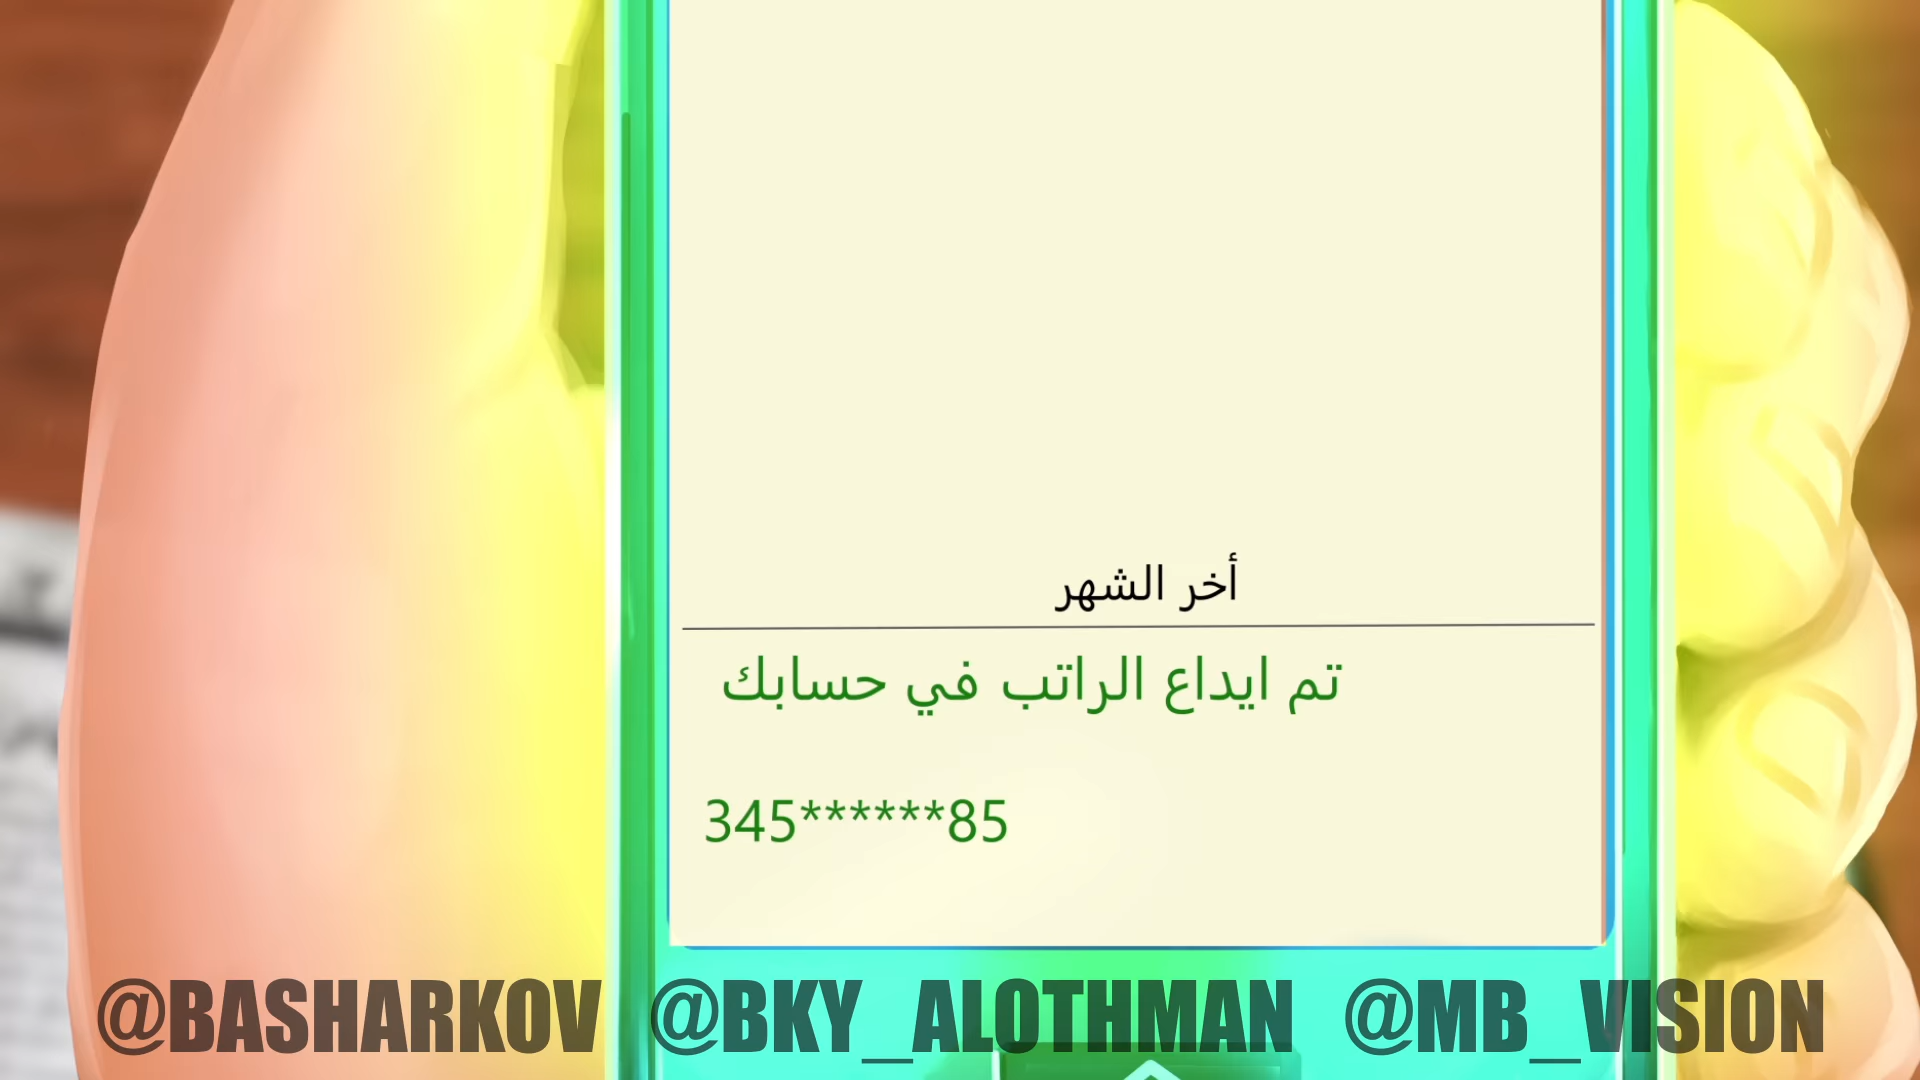 أخر الشهر
تم ايداع الراتب في حسابك
345******85
@BASHARKOV @BKY_ALOTHMAN @MB_VISION